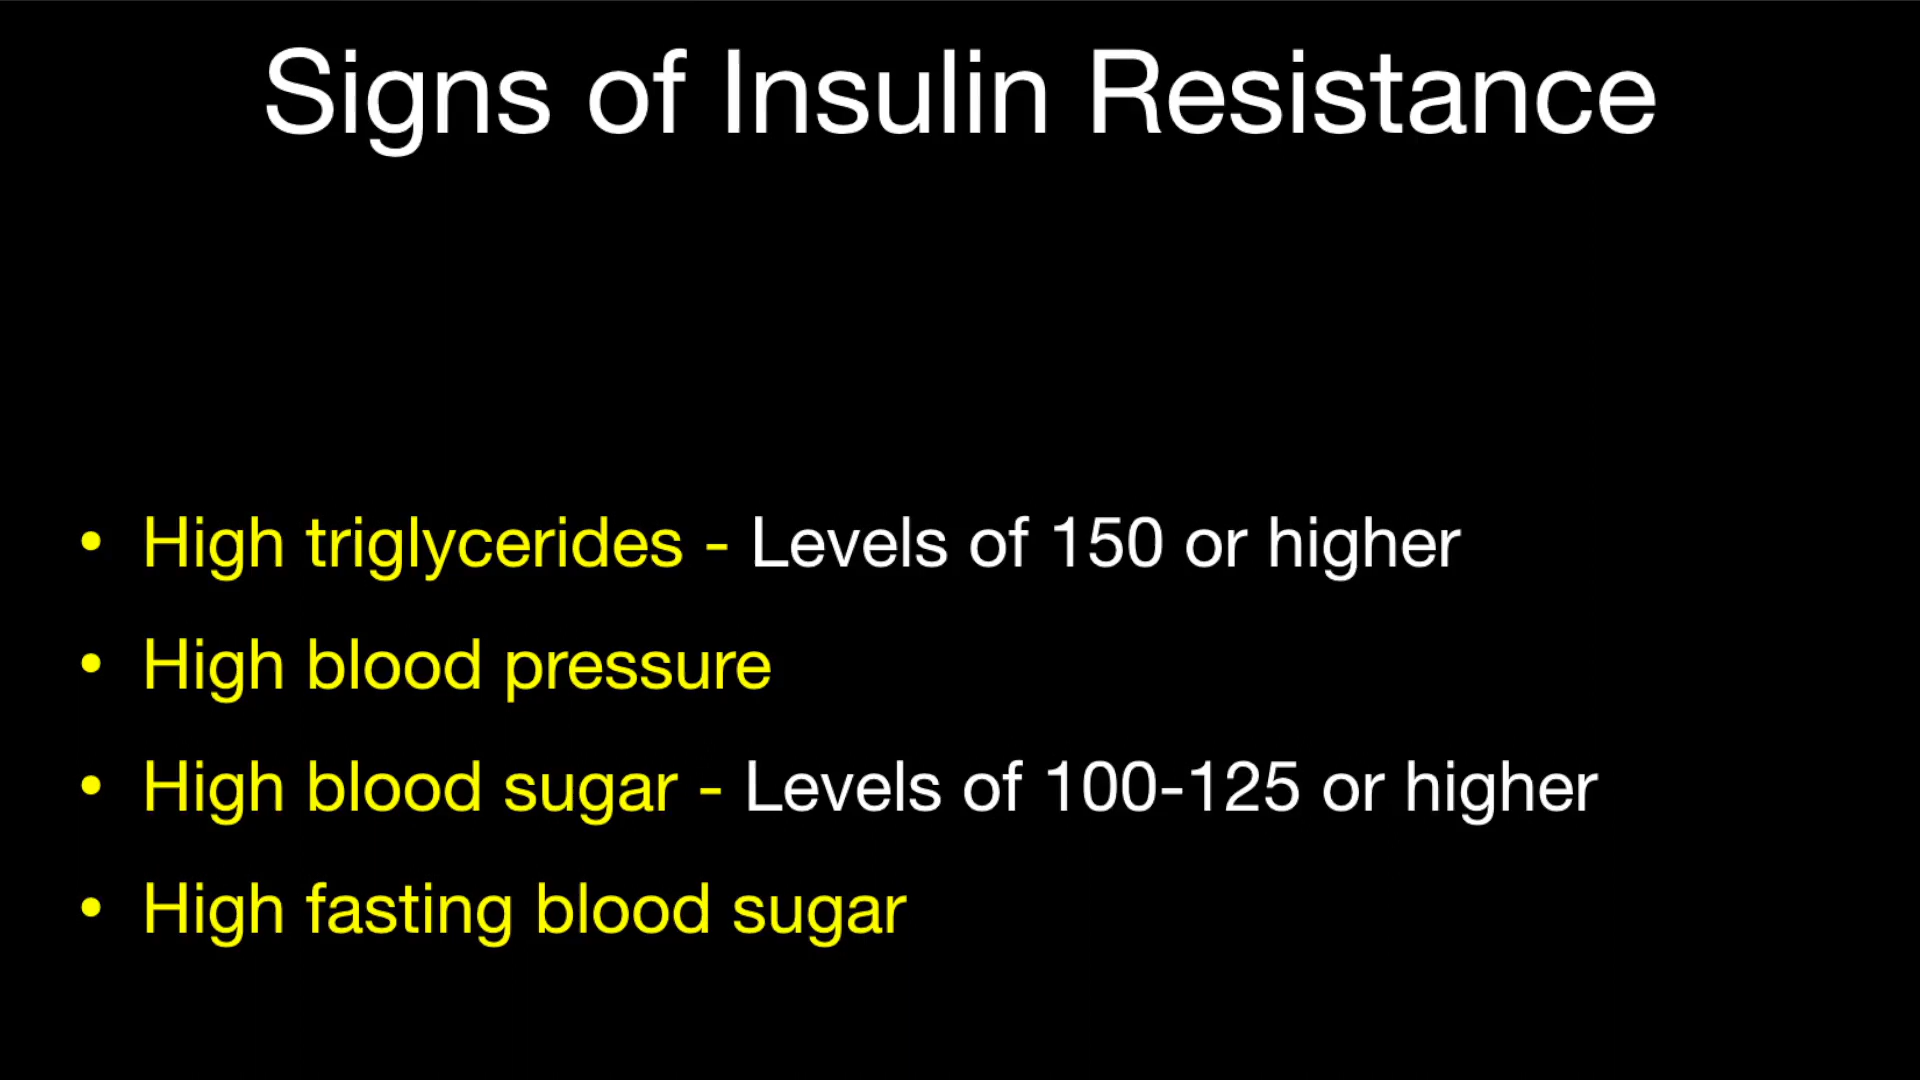 Signs of Insulin Resistance
• High triglycerides - Levels of 150 or higher
• High blood pressure
• High blood sugar - Levels of 100-125 or higher
• High fasting blood sugar